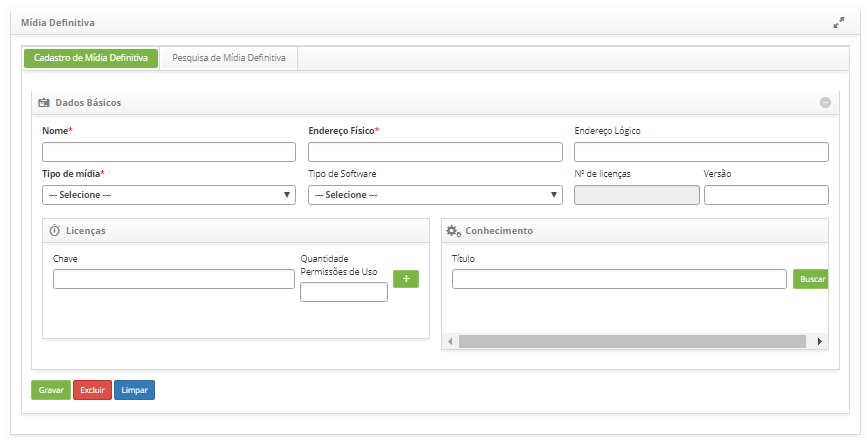 Mídia Definitiva
Cadastro de Mídia Definitiva
Pesquisa de Mídia Definitiva
Dados Básicos
Nome*
Endereço Físico*
Endereço Lógico
Tipo de mídia*
Tipo de Software
Nº de licenças
Versão
--- Selecione ---
--- Selecione ---
Licenças
Conhecimento
Chave
Quantidade
Permissões de Uso
+
Título
Buscar
Gravar
Excluir
Limpar